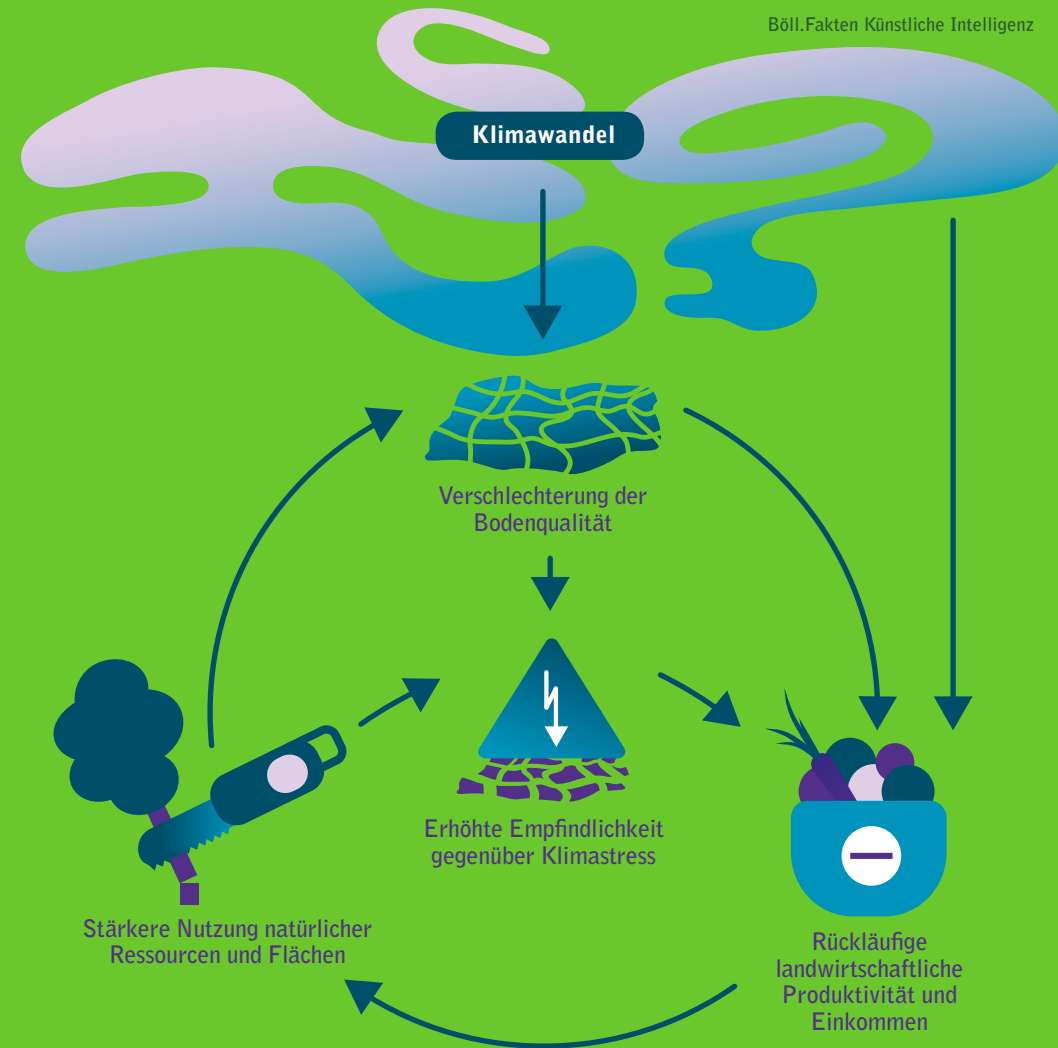 Böll.Fakten Künstliche Intelligenz
Klimawandel
Verschlechterung der
Bodenqualität
Erhöhte Empfindlichkeit
gegenüber Klimastress
Stärkere Nutzung natürlicher
Ressourcen und Flächen
Rückläufige
landwirtschaftliche
Produktivität und
Einkommen